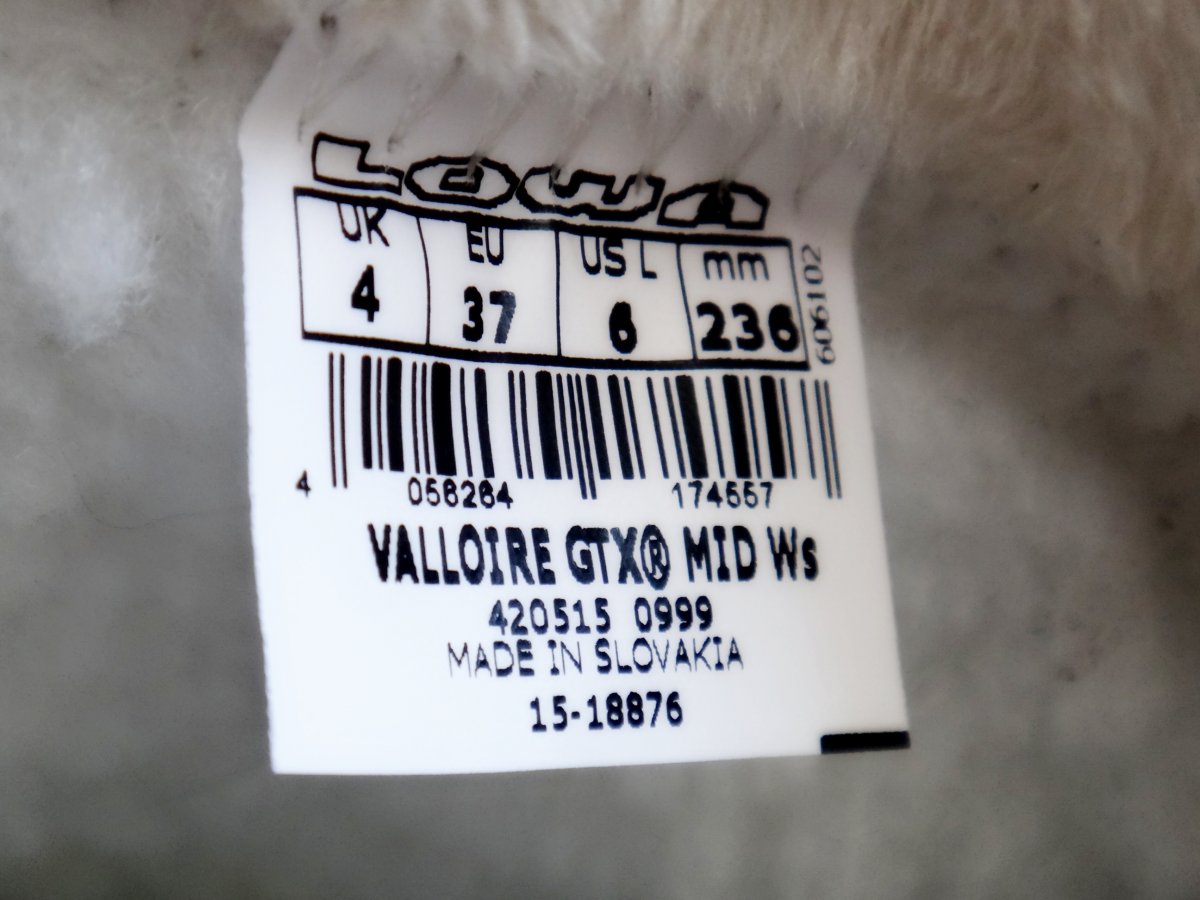 LOWA
UK EU US L mm
4 37 6 236
606102
4 056264 174557
VALLOIRE GTX® MID Ws
420515 0999
MADE IN SLOVAKIA
15-18876